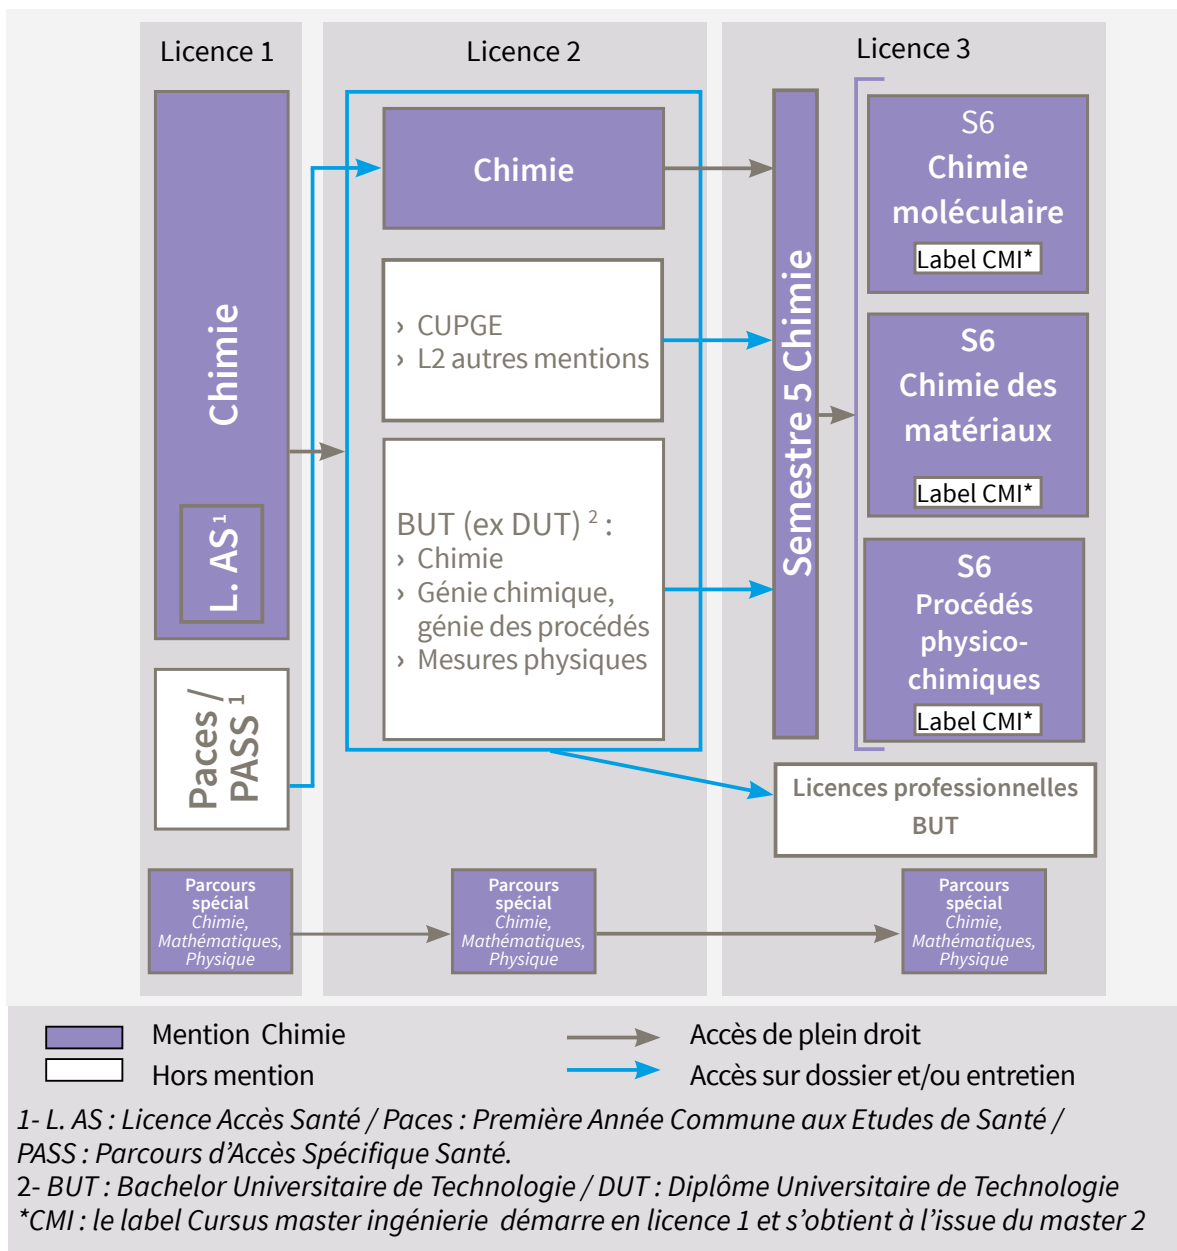 Licence 1
Licence 2
Licence 3
Chimie
L. AS 1
Paces /
PASS 1
Chimie
› CUPGE
› L2 autres mentions
BUT (ex DUT) 2 :
› Chimie
› Génie chimique,
génie des procédés
› Mesures physiques
Semestre 5 Chimie
S6
Chimie
moléculaire
Label CMI*
S6
Chimie des
matériaux
Label CMI*
S6
Procédés
physico-
chimiques
Label CMI*
Licences professionnelles
BUT
Parcours
spécial
Chimie,
Mathématiques,
Physique
Parcours
spécial
Chimie,
Mathématiques,
Physique
Parcours
spécial
Chimie,
Mathématiques,
Physique
Mention Chimie
Hors mention
Accès de plein droit
Accès sur dossier et/ou entretien
1- L. AS : Licence Accès Santé / Paces : Première Année Commune aux Etudes de Santé /
PASS : Parcours d'Accès Spécifique Santé.
2- BUT : Bachelor Universitaire de Technologie / DUT : Diplôme Universitaire de Technologie
*CMI : le label Cursus master ingénierie démarre en licence 1 et s'obtient à l'issue du master 2